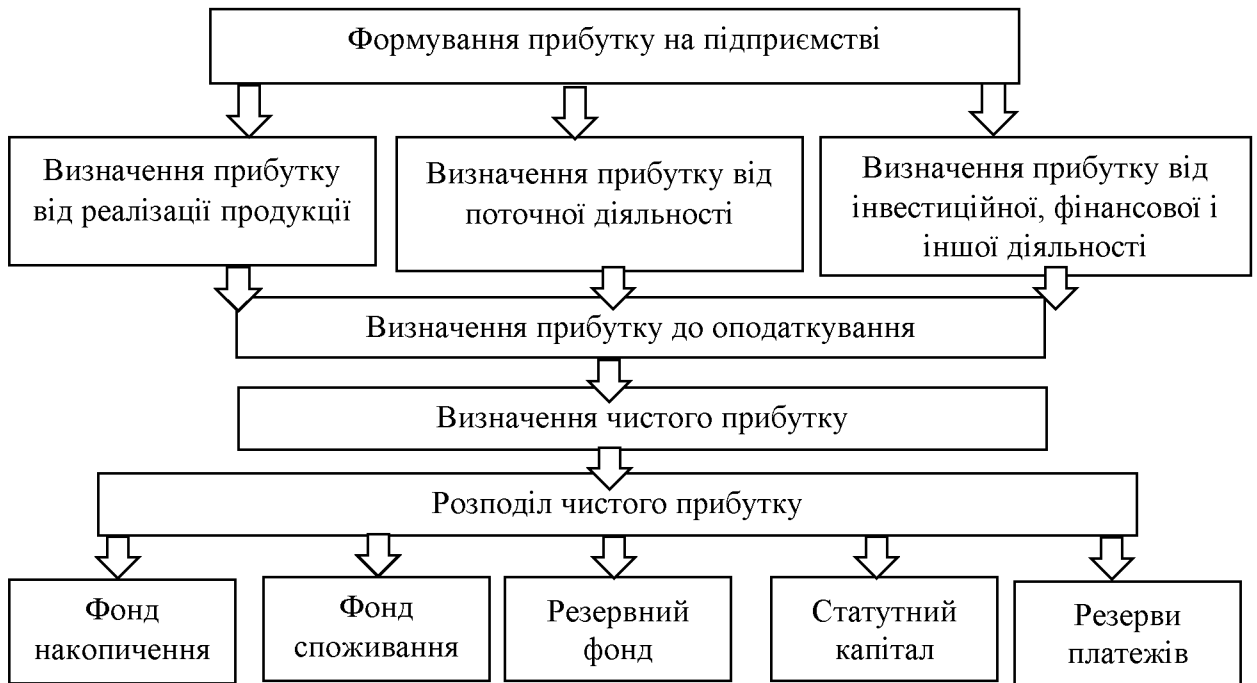 Формування прибутку на підприємстві
Визначення прибутку
від реалізації продукції
Визначення прибутку від
поточної діяльності
Визначення прибутку від
інвестиційної, фінансової і
іншої діяльності
Визначення прибутку до оподаткування
Визначення чистого прибутку
Розподіл чистого прибутку
Фонд
накопичення
Фонд
споживання
Резервний
фонд
Статутний
капітал
Резерви
платежів